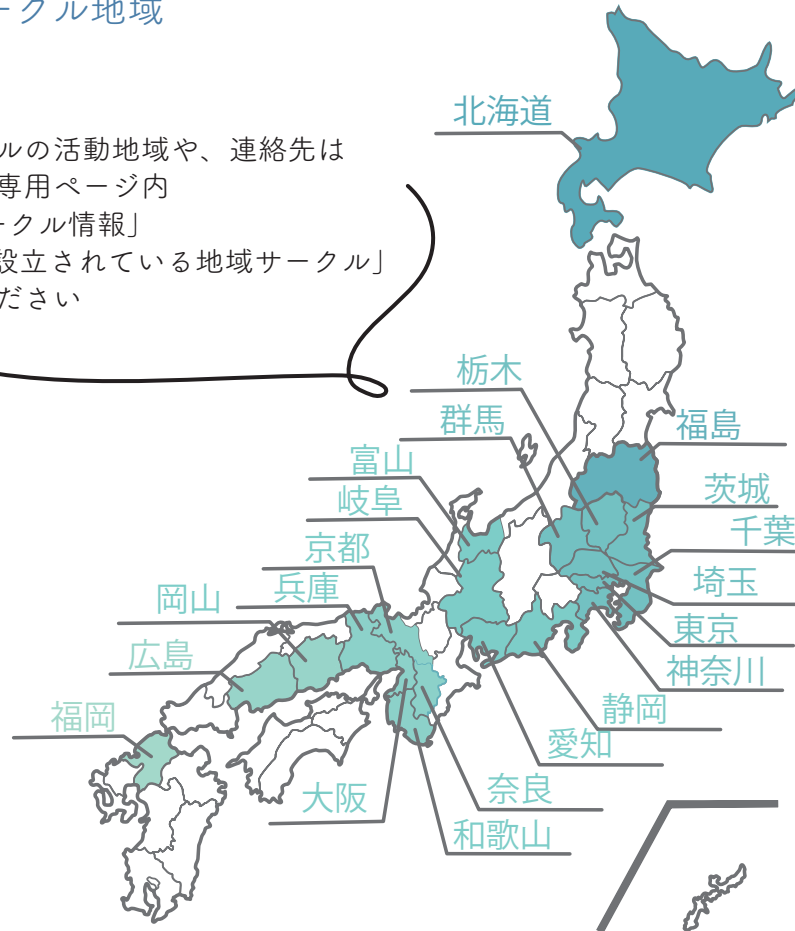 ークル地域
北海道
ルの活動地域や、連絡先は
専用ページ内
ークル情報」
設立されている地域サークル」
ださい
栃木
群馬
福島
富山
茨城
岐阜
千葉
京都
兵庫
埼玉
岡山
東京
広島
神奈川
静岡
福岡
愛知
奈良
大阪
和歌山